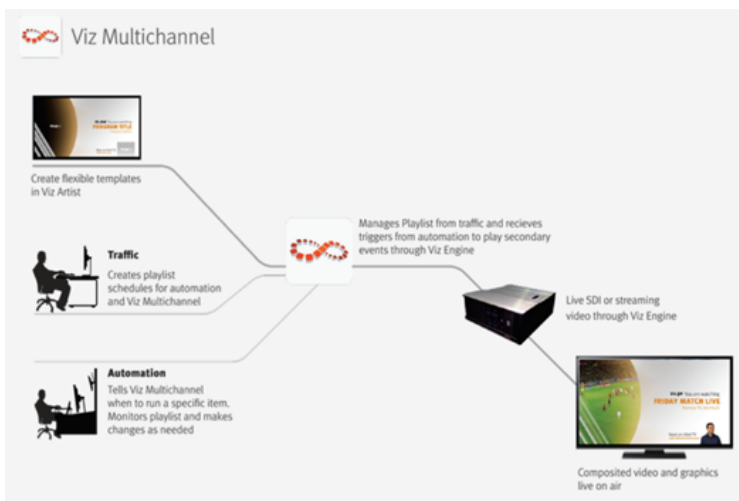 Viz Multichannel
PROGRAM TITLE
Create flexible templates
in Viz Artist
Traffic
Creates playlist
schedules for automation
and Viz Multichannel
Manages Playlist from traffic and recieves
triggers from automation to play secondary
events through Viz Engine
Live SDI or streaming
video through Viz Engine
Automation
Tells Viz Multichannel
when to run a specific item.
Monitors playlist and makes
changes as needed
FRIDAY MATCH LIVE
Composited video and graphics
live on air